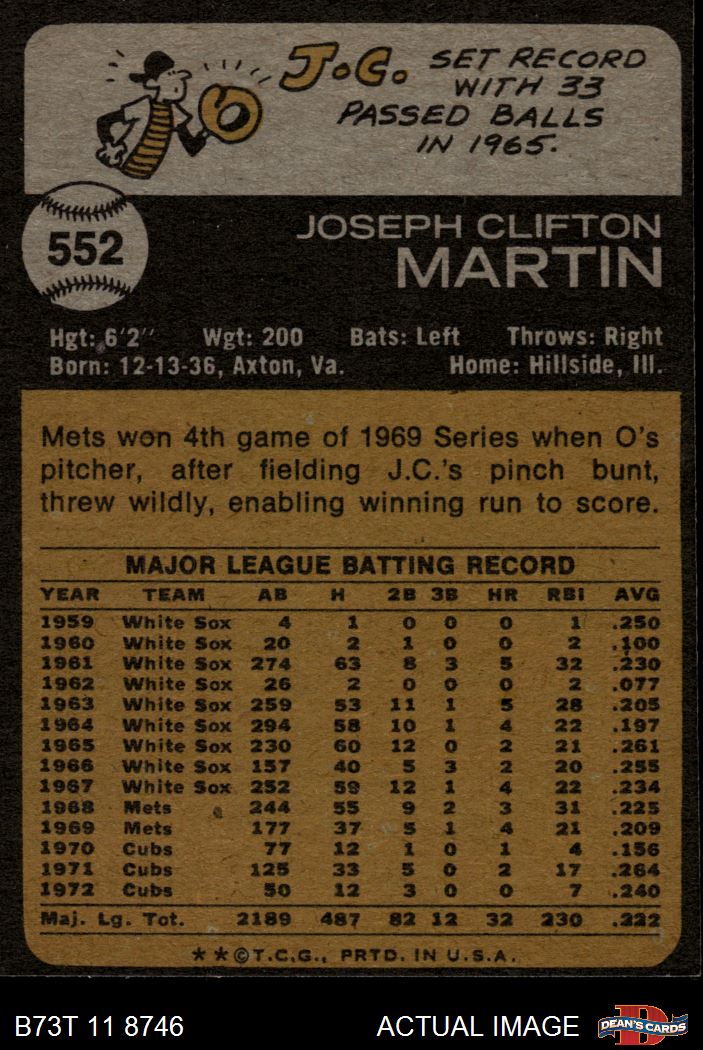 J.C. SET RECORD
WITH 33
PASSED BALLS
IN 1965.
552
JOSEPH CLIFTON
MARTIN
Hgt: 6'2" Wgt: 200 Bats: Left Throws: Right
Born: 12-13-36, Axton, Va. Home: Hillside, Ill.
Mets won 4th game of 1969 Series when O's
pitcher, after fielding J.C.'s pinch bunt,
threw wildly, enabling winning run to score.
MAJOR LEAGUE BATTING RECORD
YEAR TEAM AB H 2B 3B HR RBI AVG
1959 White Sox 4 1 0 0 0 1 .250
1960 White Sox 20 2 1 0 0 2 .100
1961 White Sox 274 63 8 3 5 32 .230
1962 White Sox 26 2 0 0 0 2 .077
1963 White Sox 259 53 11 1 5 28 .205
1964 White Sox 294 58 10 1 4 22 .197
1965 White Sox 230 60 12 0 2 21 .261
1966 White Sox 157 40 5 3 2 20 .255
1967 White Sox 252 59 12 1 4 22 .234
1968 Mets 244 55 9 2 3 31 .225
1969 Mets 177 37 5 1 4 21 .209
1970 Cubs 77 12 1 0 1 4 .156
1971 Cubs 125 33 5 0 2 17 .264
1972 Cubs 50 12 3 0 0 7 .240
Maj. Lg. Tot. 2189 487 82 12 32 230 .222
**©T.C.G., PRTD. IN U.S.A.
B73T 11 8746 ACTUAL IMAGE DEAN'S CARDS